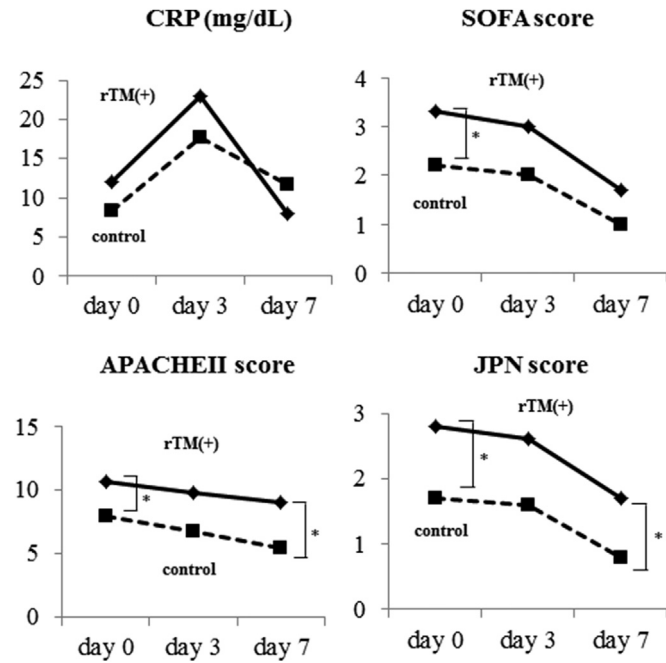 CRP (mg/dL)
25
20
15
10
5
0
rTM(+)
control
day 0 day 3 day 7
SOFA score
4
3
2
1
0
rTM(+)
*
control
day 0 day 3 day 7
APACHEII score
15
10
5
0
rTM(+)
*
*
control
day 0 day 3 day 7
JPN score
3
2
1
0
rTM(+)
*
*
control
day 0 day 3 day 7